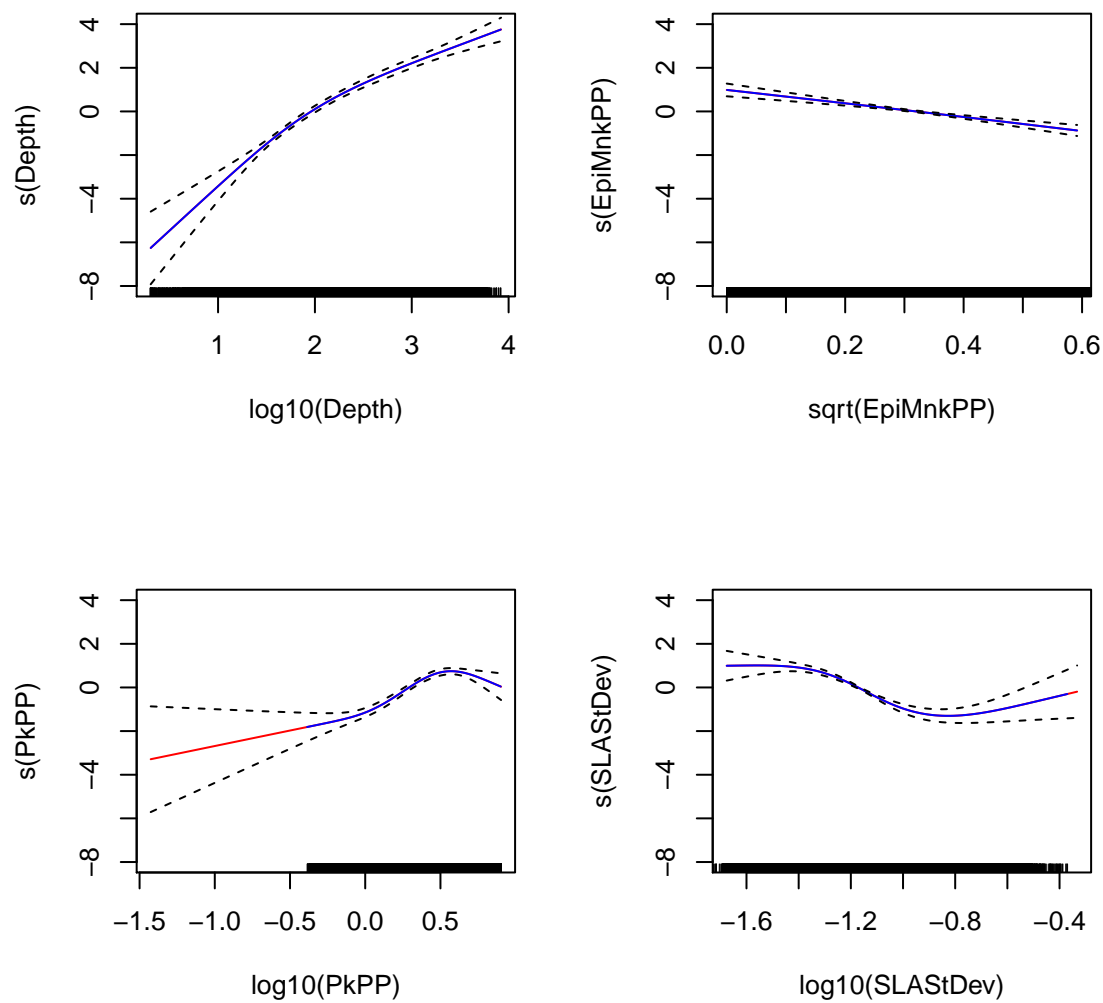 s(Depth)
−8 −4 0 2 4
1 2 3 4
log10(Depth)
s(EpiMnkPP)
−8 −4 0 2 4
0.0 0.2 0.4 0.6
sqrt(EpiMnkPP)
s(PkPP)
−8 −4 0 2 4
−1.5 −1.0 −0.5 0.0 0.5
log10(PkPP)
s(SLAStDev)
−8 −4 0 2 4
−1.6 −1.2 −0.8 −0.4
log10(SLAStDev)